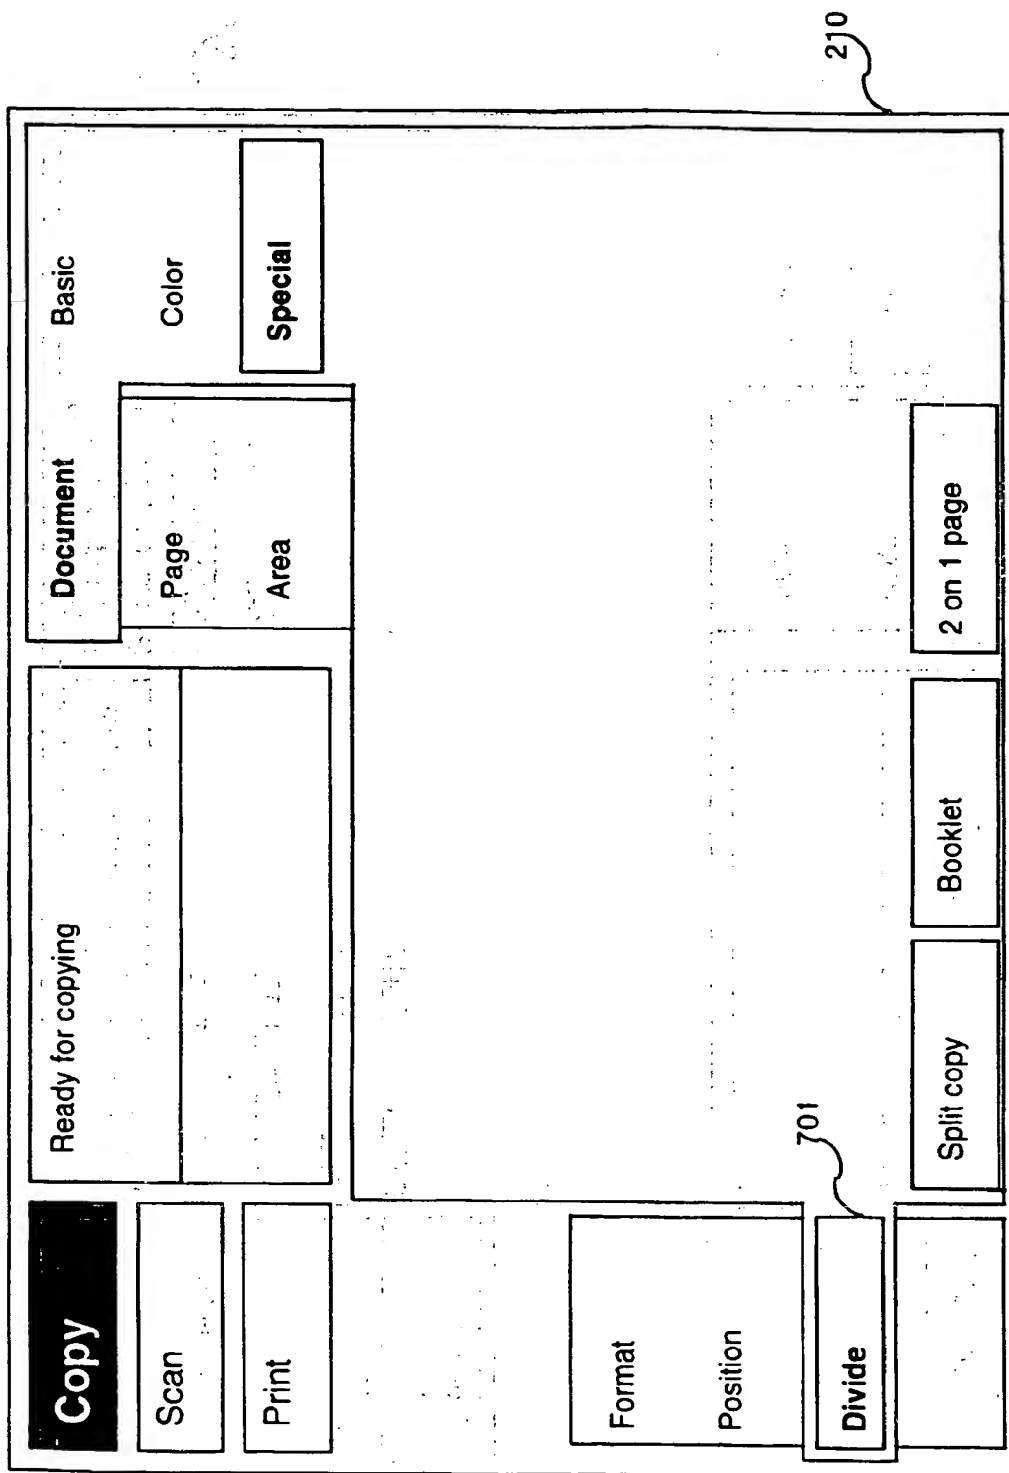 Copy
Ready for copying
Document
Basic
Scan
Page
Color
Print
Area
Special
Format
Position
701
Divide
Split copy
Booklet
2 on 1 page
210